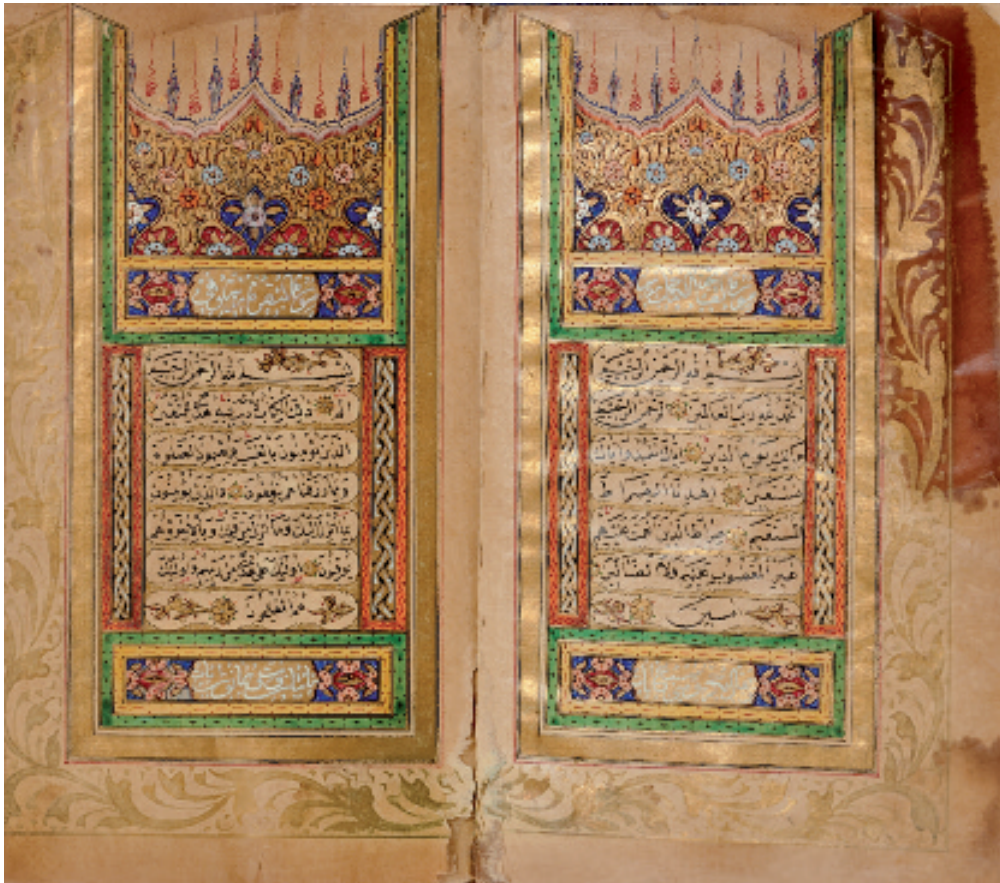 بسم الله الرحمن الرحيم
الحمد لله رب العالمين الرحمن الرحيم
مالك يوم الدين اياك نعبد واياك
نستعين اهدنا الصراط
المستقيم صراط الذين انعمت عليهم
غير المغضوب عليهم ولا الضالين
امين
بسم الله الرحمن الرحيم
الم ذلك الكتاب لا ريب فيه هدى للمتقين
الذين يؤمنون بالغيب ويقيمون الصلوة
ومما رزقناهم ينفقون والذين يؤمنون
بما انزل اليك وما انزل من قبلك وبالاخرة هم
يوقنون اولئك على هدى من ربهم واولئك
هم المفلحون